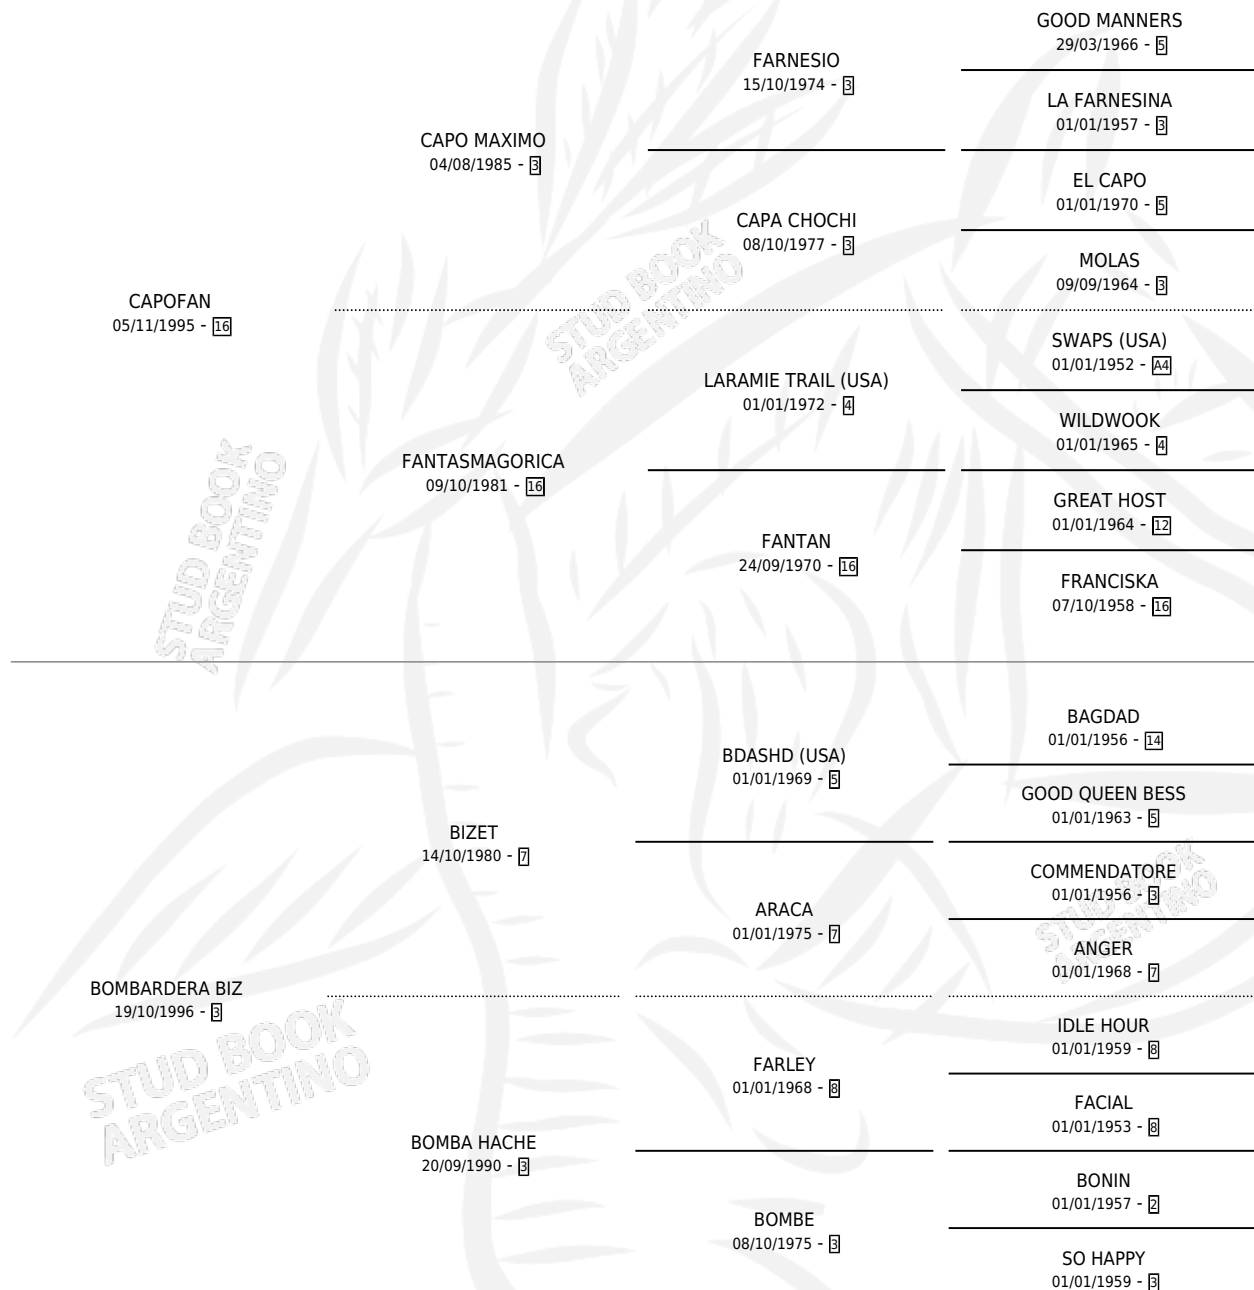 GOOD MANNERS
29/03/1966 - 5
FARNESIO
15/10/1974 - 3
LA FARNESINA
01/01/1957 - 3
CAPO MAXIMO
04/08/1985 - 3
EL CAPO
01/01/1970 - 5
CAPA CHOCHI
08/10/1977 - 3
MOLAS
09/09/1964 - 3
STUD BOOK
ARGENTINO
CAPOFAN
05/11/1995 - 16
SWAPS (USA)
01/01/1952 - A4
LARAMIE TRAIL (USA)
01/01/1972 - 4
WILDWOOK
01/01/1965 - 4
FANTASMAGORICA
09/10/1981 - 16
GREAT HOST
01/01/1964 - 12
FANTAN
24/09/1970 - 16
FRANCISKA
07/10/1958 - 16
STUD BOOK
ARGENTINO
BAGDAD
01/01/1956 - 14
BDASHD (USA)
01/01/1969 - 5
GOOD QUEEN BESS
01/01/1963 - 5
BIZET
14/10/1980 - 7
COMMENDATORE
01/01/1956 - 3
ARACA
01/01/1975 - 7
STUD BOOK
ARGENTINO
ANGER
01/01/1968 - 7
BOMBARDERA BIZ
19/10/1996 - 3
IDLE HOUR
01/01/1959 - 8
FARLEY
01/01/1968 - 8
STUD BOOK
ARGENTINO
FACIAL
01/01/1953 - 8
BOMBA HACHE
20/09/1990 - 3
BONIN
01/01/1957 - 2
BOMBE
08/10/1975 - 3
SO HAPPY
01/01/1959 - 3